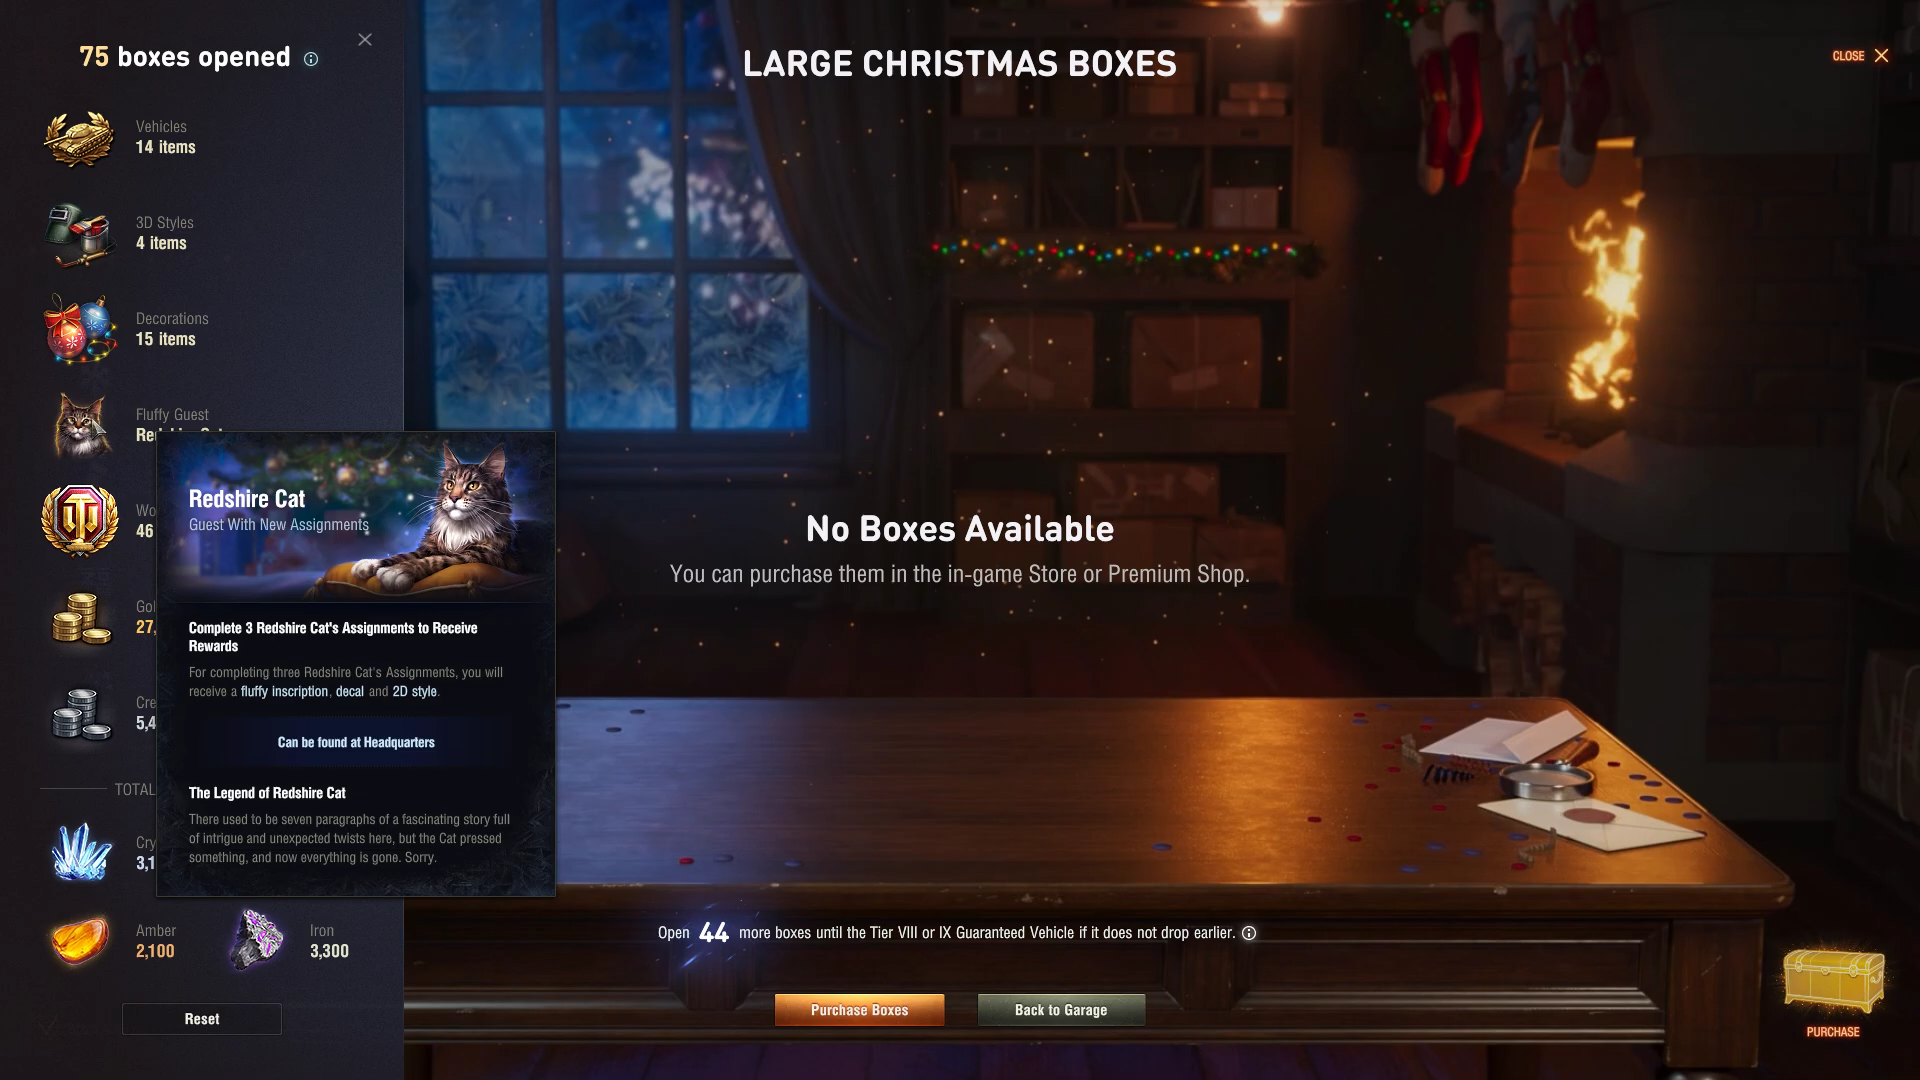 75 boxes opened
LARGE CHRISTMAS BOXES
CLOSE
Vehicles
14 items
3D Styles
4 items
Decorations
15 items
Fluffy Guest
Redshire Cat
Guest With New Assignments
46
27,
5,4
Complete 3 Redshire Cat's Assignments to Receive
Rewards
For completing three Redshire Cat's Assignments, you will
receive a fluffy inscription, decal and 2D style.
Can be found at Headquarters
The Legend of Redshire Cat
There used to be seven paragraphs of a fascinating story full
of intrigue and unexpected twists here, but the Cat pressed
something, and now everything is gone. Sorry.
TOTAL
3,1
Amber
2,100
Iron
3,300
Reset
No Boxes Available
You can purchase them in the in-game Store or Premium Shop.
Open 44 more boxes until the Tier VIII or IX Guaranteed Vehicle if it does not drop earlier.
Purchase Boxes
Back to Garage
PURCHASE